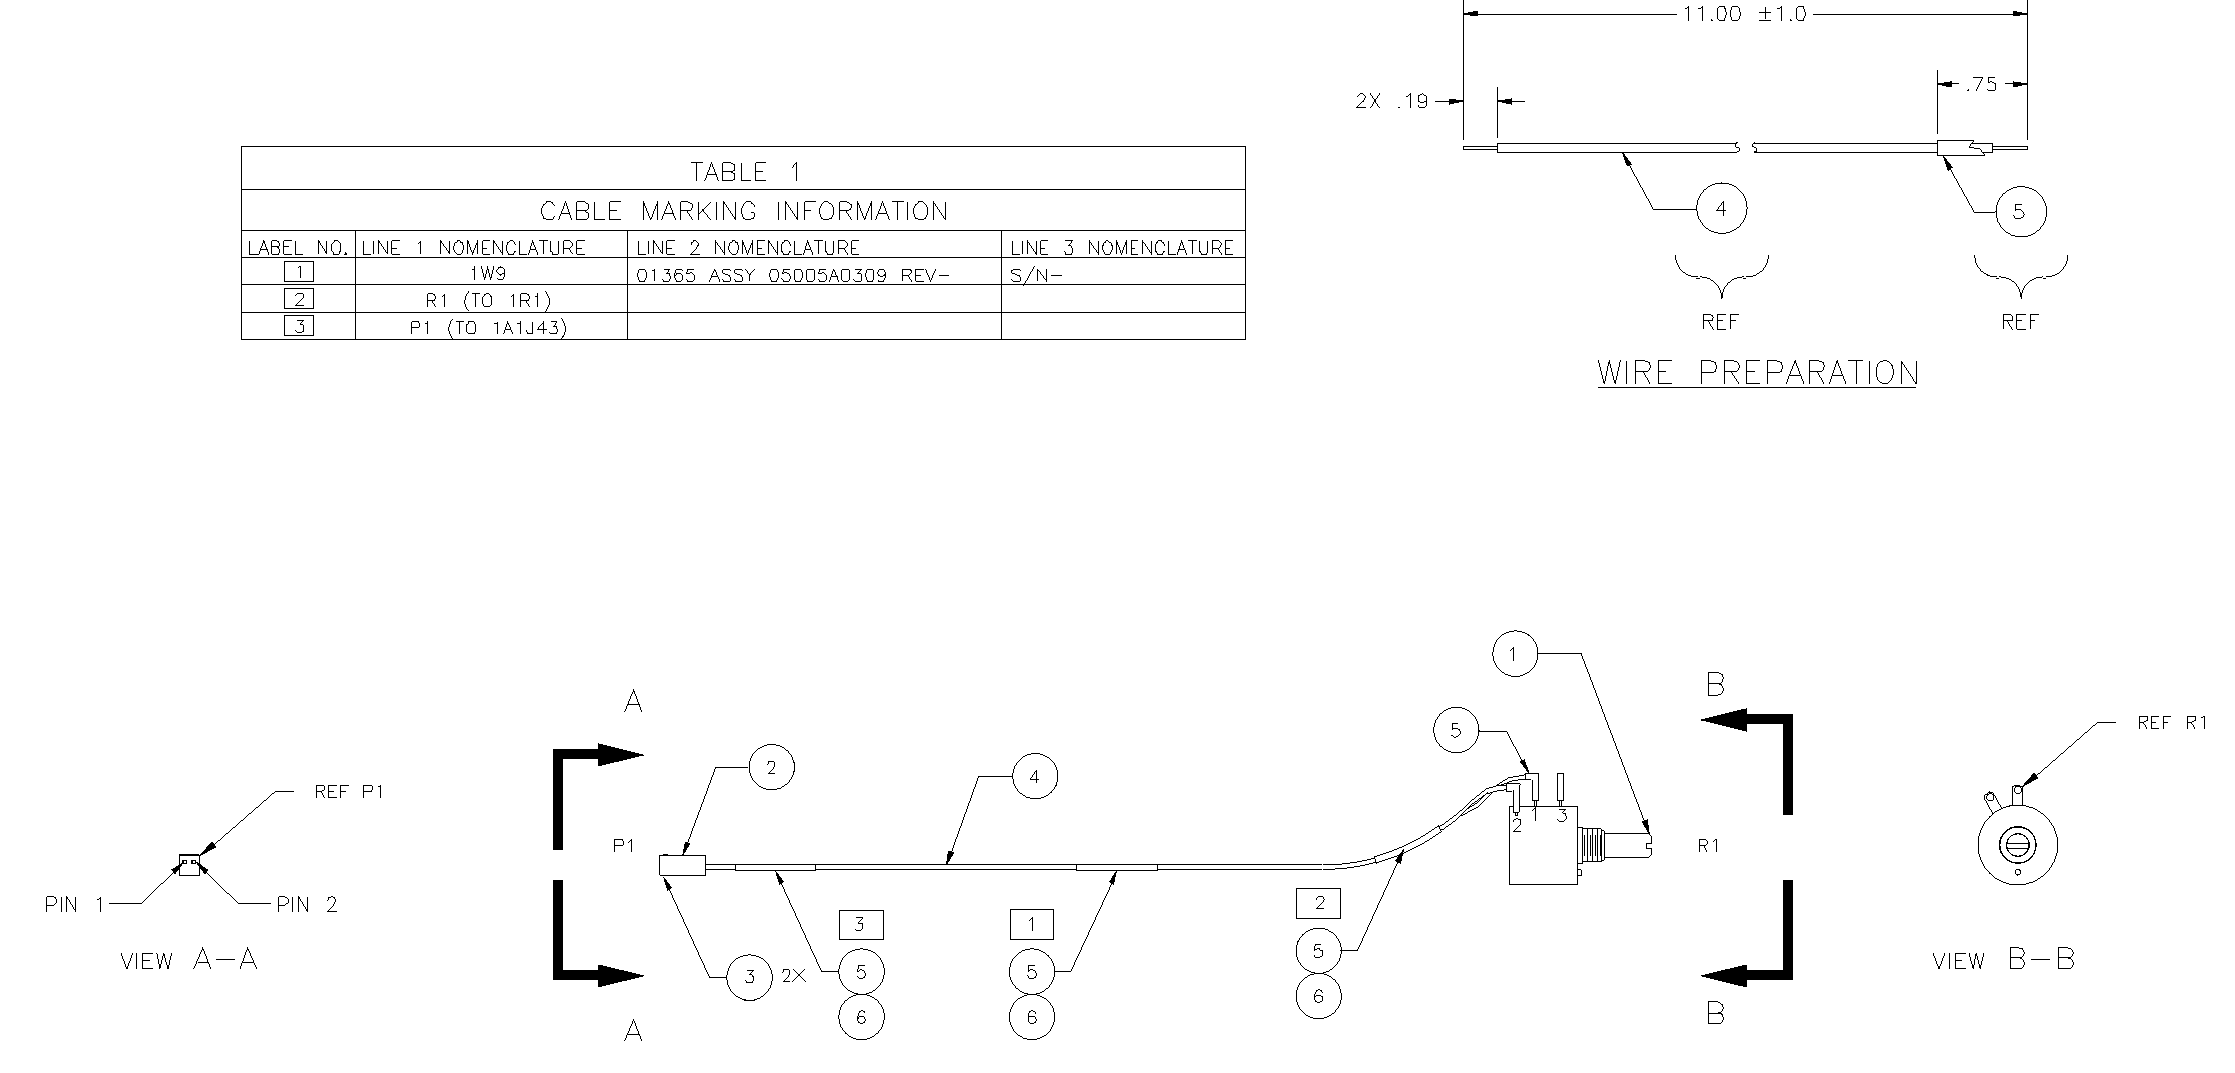 11.00 ±1.0
.75
2X .19
4
5
REF
REF
WIRE PREPARATION
TABLE 1
CABLE MARKING INFORMATION
LABEL NO. LINE 1 NOMENCLATURE LINE 2 NOMENCLATURE LINE 3 NOMENCLATURE
1 1W9 01365 ASSY 05005A0309 REV- S/N-
2 R1 (TO 1R1)
3 P1 (TO 1A1J43)
REF P1
PIN 1
PIN 2
VIEW A-A
A
A
P1
2
3 2X
4
3
5
6
1
5
6
2
5
6
5
1
2
1
3
R1
B
B
REF R1
VIEW B-B